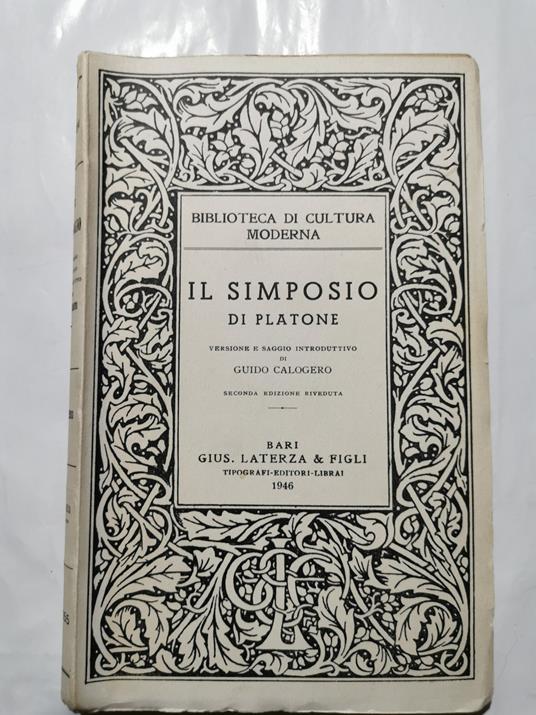 BIBLIOTECA DI CULTURA
MODERNA
IL SIMPOSIO
DI PLATONE
VERSIONE E SAGGIO INTRODUTTIVO
DI
GUIDO CALOGERO
SECONDA EDIZIONE RIVEDUTA
BARI
GIUS. LATERZA & FIGLI
TIPOGRAFI-EDITORI-LIBRAI
1946